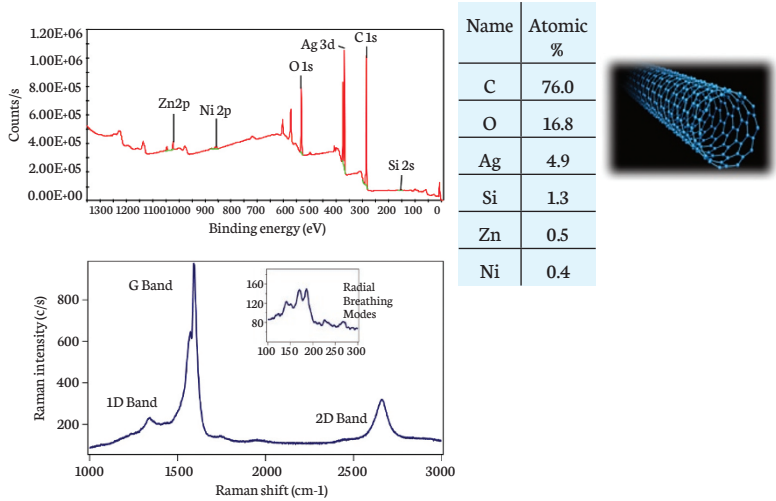 1.20E+06
1.00E+06
8.00E+05
6.00E+05
4.00E+05
2.00E+05
0.00E+00
Counts/s
Zn2p
Ni 2p
O 1s
Ag 3d
C 1s
Si 2s
1300 1200 1100 1000 900 800 700 600 500 400 300 200 100 0
Binding energy (eV)
Name Atomic
%
C 76.0
O 16.8
Ag 4.9
Si 1.3
Zn 0.5
Ni 0.4
800
600
400
200
Raman intensity (c/s)
G Band
1D Band
2D Band
160
120
80
Radial
Breathing
Modes
100 150 200 250 300
1000 1500 2000 2500 3000
Raman shift (cm-1)